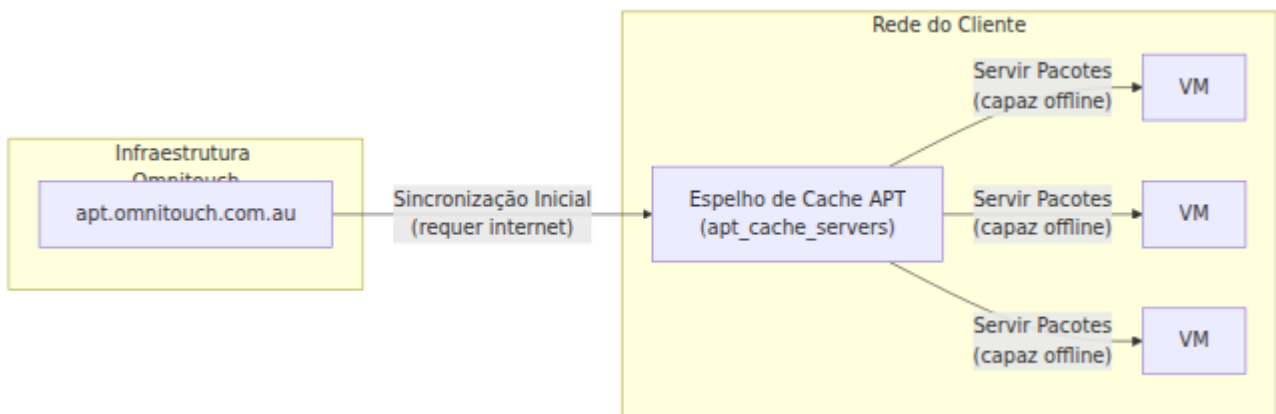 Rede do Cliente
Servir Pacotes
(capaz offline)
VM
Infraestrutura
Omnitouch
apt.omnitouch.com.au
Sincronização Inicial
(requer internet)
Espelho de Cache APT
(apt_cache_servers)
Servir Pacotes
(capaz offline)
VM
Servir Pacotes
(capaz offline)
VM